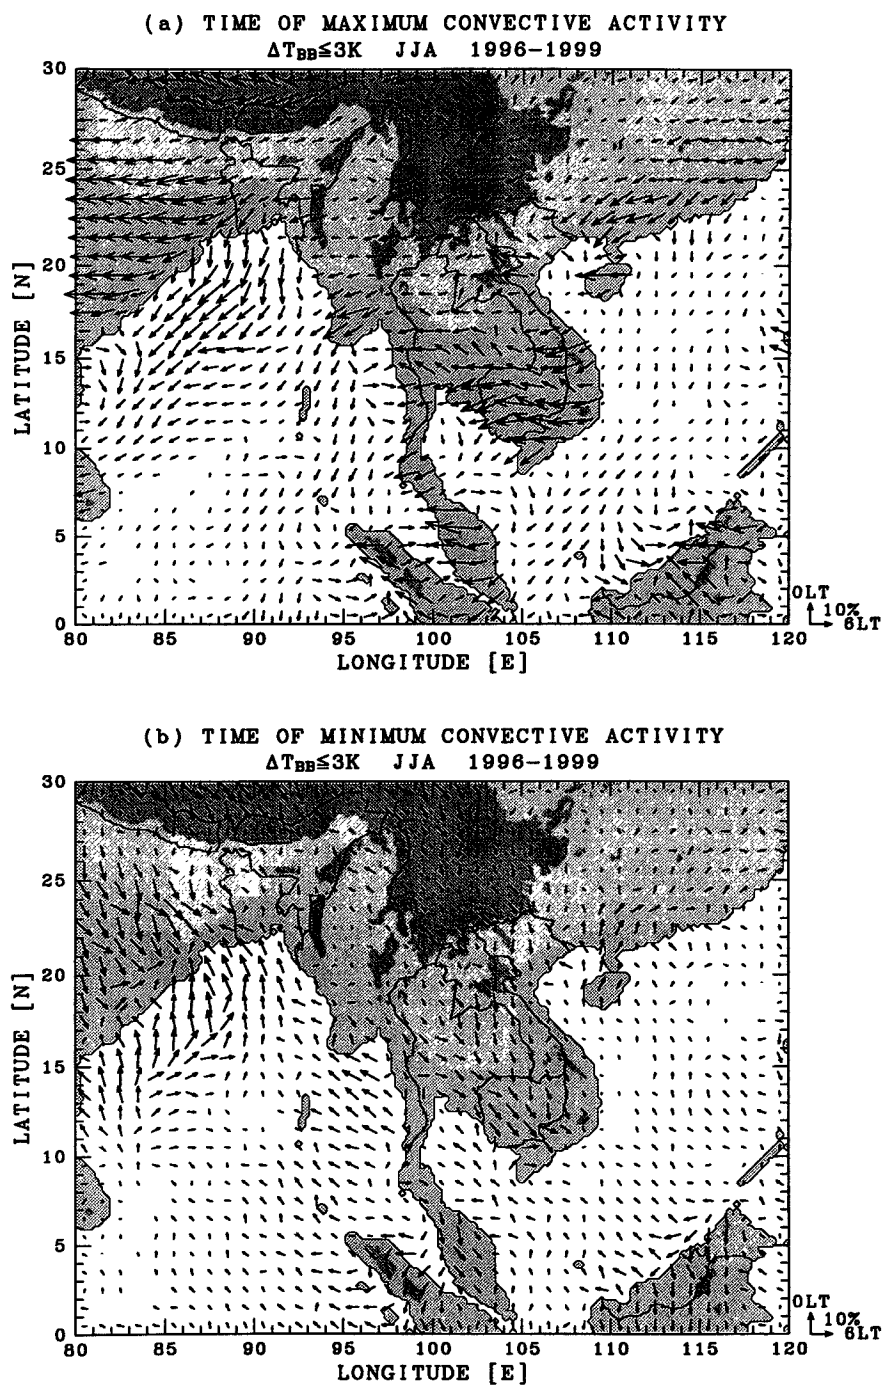 (a) TIME OF MAXIMUM CONVECTIVE ACTIVITY
ΔTBB≦3K JJA 1996-1999
30
25
20
15
10
5
0
LATITUDE [N]
80 85 90 95 100 105 110 115 120
LONGITUDE [E]
0LT
10%
6LT
(b) TIME OF MINIMUM CONVECTIVE ACTIVITY
ΔTBB≦3K JJA 1996-1999
30
25
20
15
10
5
0
LATITUDE [N]
80 85 90 95 100 105 110 115 120
LONGITUDE [E]
0LT
10%
6LT